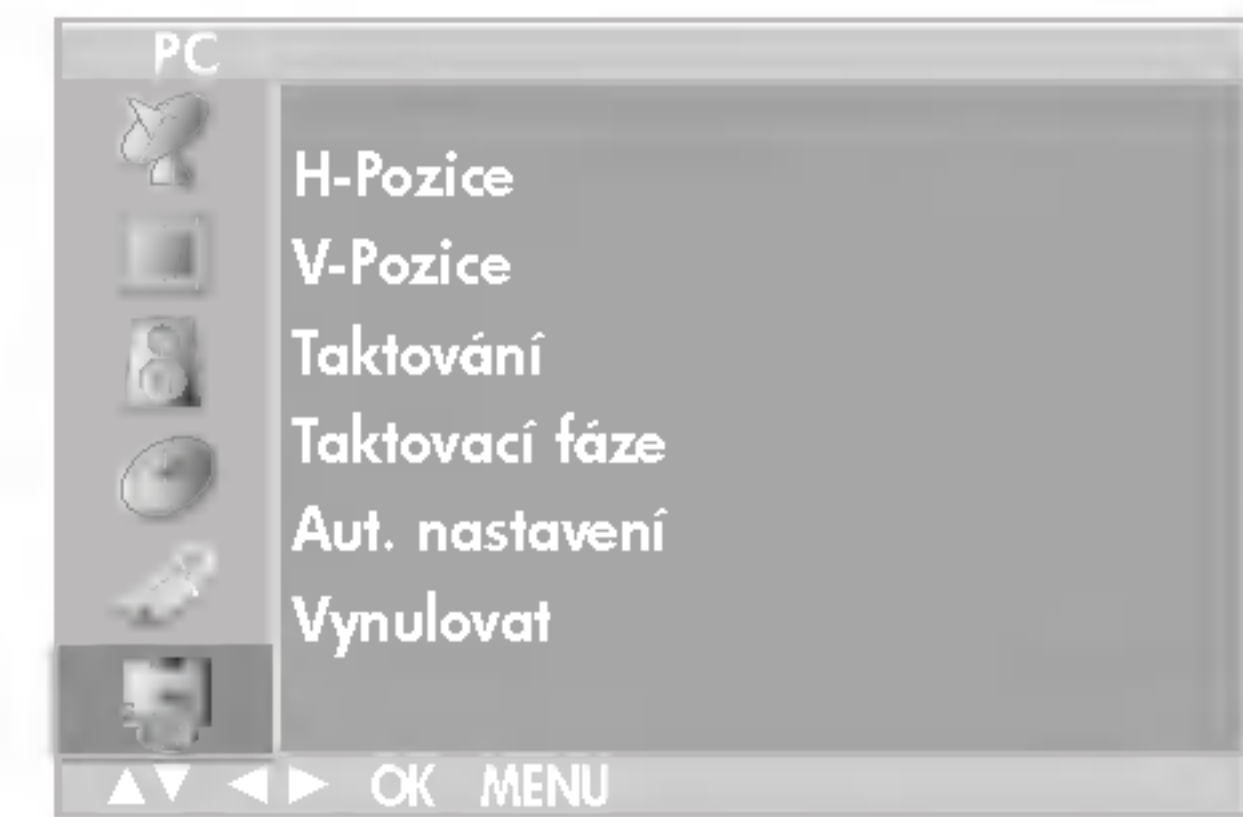 PC
H-Pozice
V-Pozice
Taktování
Taktovací fáze
Aut. nastavení
Vynulovat
▲▼ ◄► OK MENU